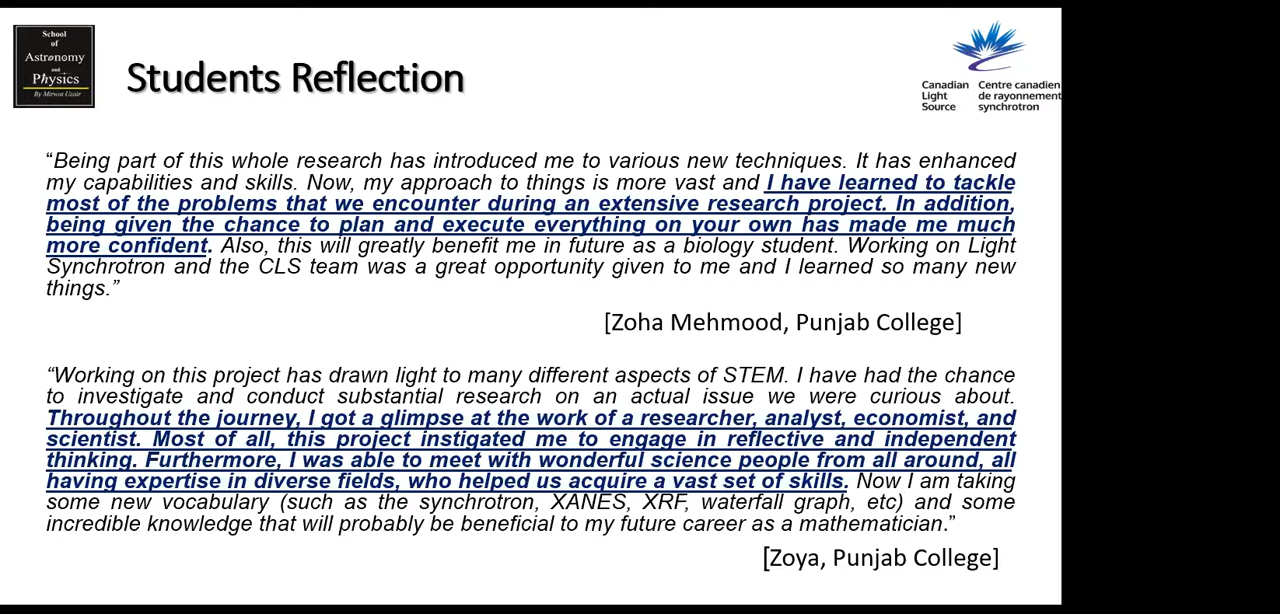 School
of
Astronomy
and
Physics
By Mirwat Uzair
Students Reflection
Canadian Centre canadien
Light de rayonnement
Source synchrotron
“Being part of this whole research has introduced me to various new techniques. It has enhanced
my capabilities and skills. Now, my approach to things is more vast and I have learned to tackle
most of the problems that we encounter during an extensive research project. In addition,
being given the chance to plan and execute everything on your own has made me much
more confident. Also, this will greatly benefit me in future as a biology student. Working on Light
Synchrotron and the CLS team was a great opportunity given to me and I learned so many new
things.”
[Zoha Mehmood, Punjab College]
“Working on this project has drawn light to many different aspects of STEM. I have had the chance
to investigate and conduct substantial research on an actual issue we were curious about.
Throughout the journey, I got a glimpse at the work of a researcher, analyst, economist, and
scientist. Most of all, this project instigated me to engage in reflective and independent
thinking. Furthermore, I was able to meet with wonderful science people from all around, all
having expertise in diverse fields, who helped us acquire a vast set of skills. Now I am taking
some new vocabulary (such as the synchrotron, XANES, XRF, waterfall graph, etc) and some
incredible knowledge that will probably be beneficial to my future career as a mathematician.”
[Zoya, Punjab College]